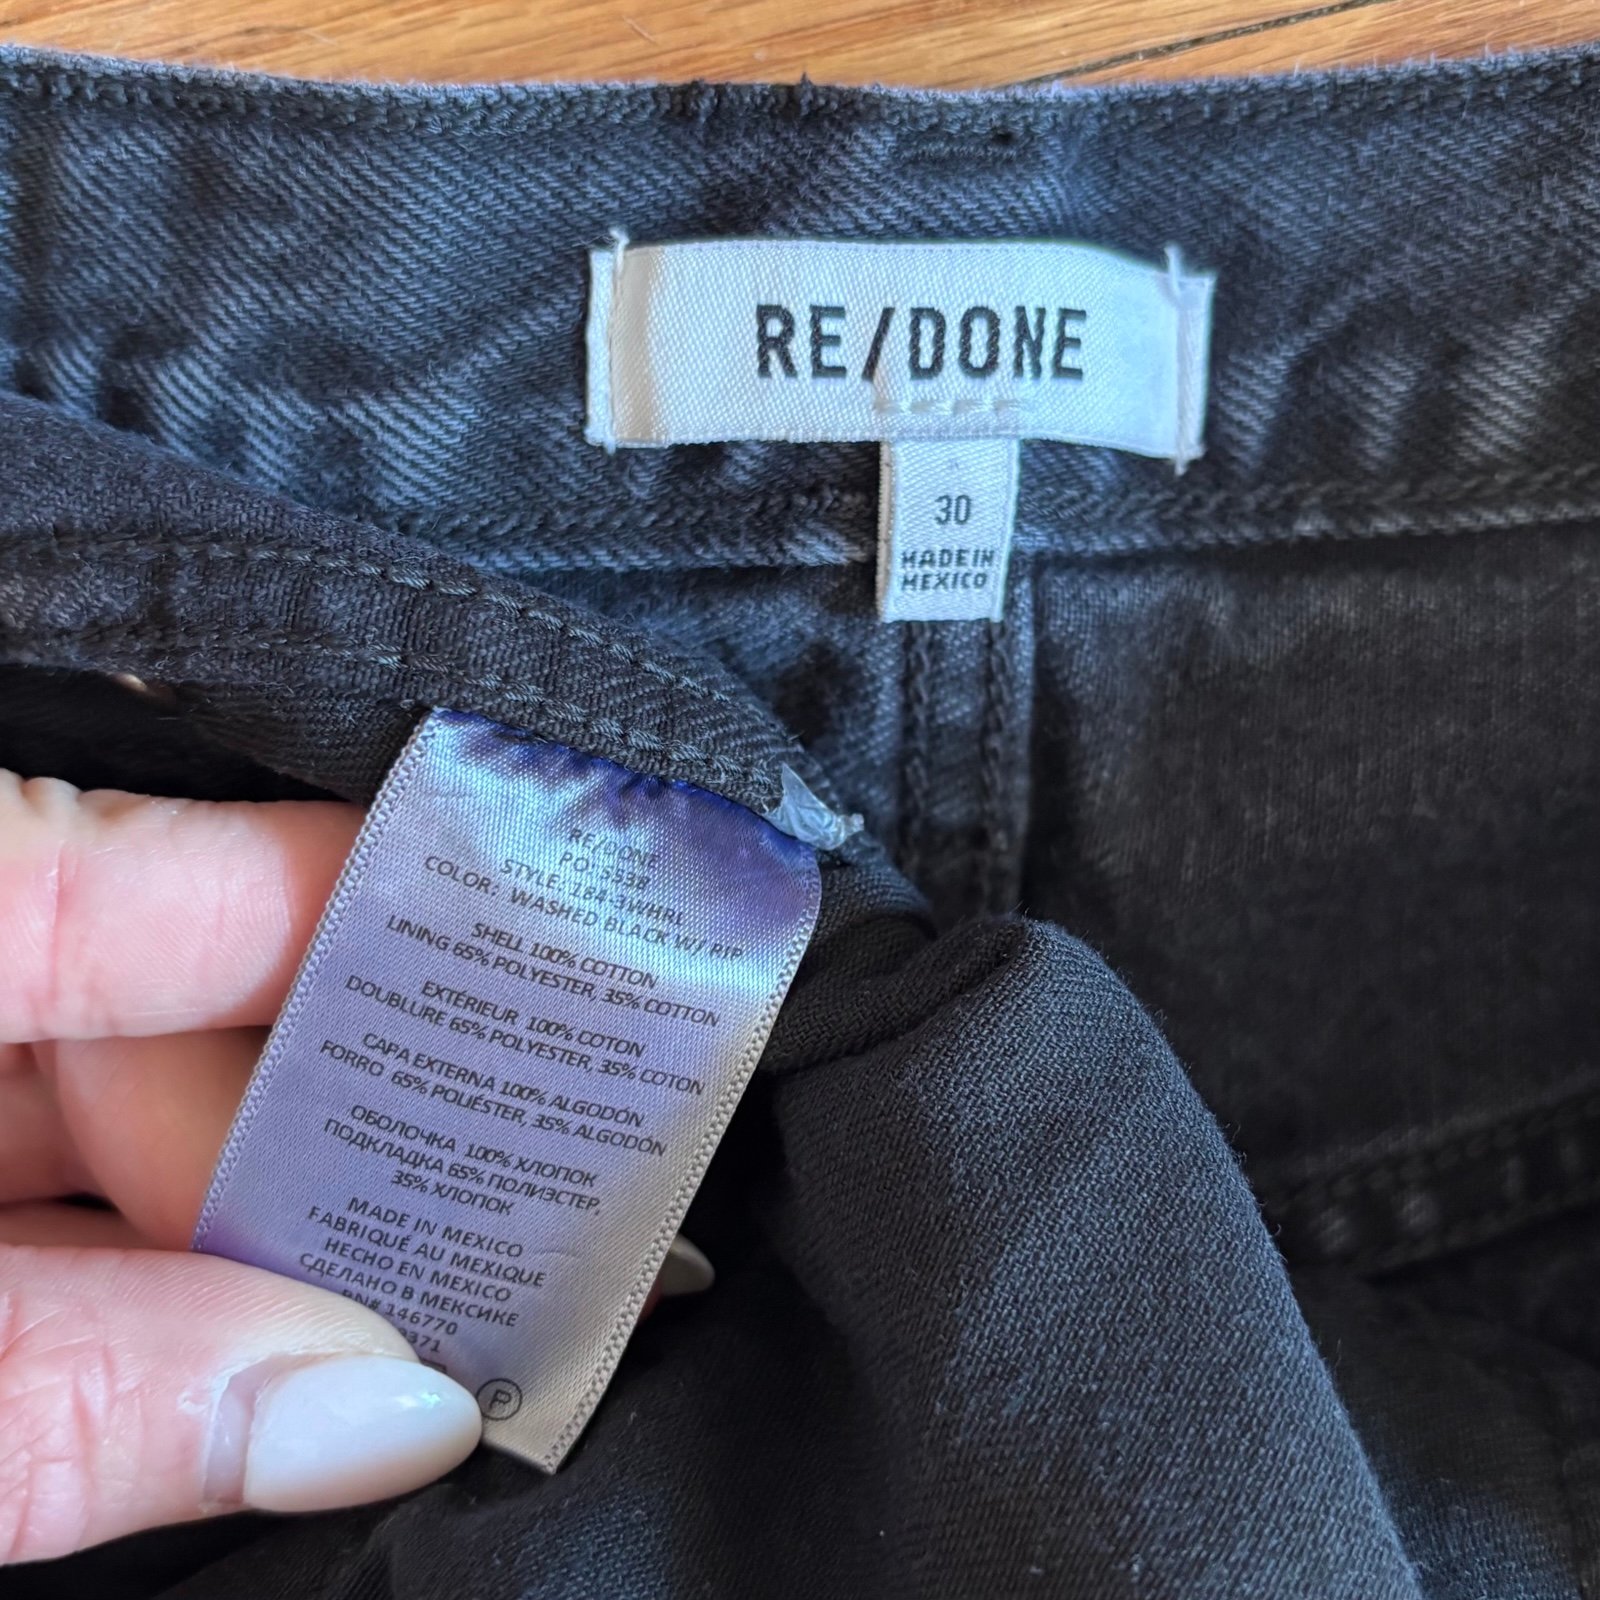 RE/DONE
30
MADE IN
MEXICO
RE/DONE
PO: 5538
STYLE: 184-3WHRL
COLOR: WASHED BLACK W/ RIP
SHELL 100% COTTON
LINING 65% POLYESTER, 35% COTTON
EXTÉRIEUR 100% COTON
DOUBLURE 65% POLYESTER, 35% COTON
CAPA EXTERNA 100% ALGODÓN
FORRO 65% POLIÉSTER, 35% ALGODÓN
ОБОЛОЧКА 100% ХЛОПОК
ПОДКЛАДКА 65% ПОЛИЭСТЕР,
35% ХЛОПОК
MADE IN MEXICO
FABRIQUÉ AU MEXIQUE
HECHO EN MEXICO
СДЕЛАНО В МЕКСИКЕ
RN# 146770
P